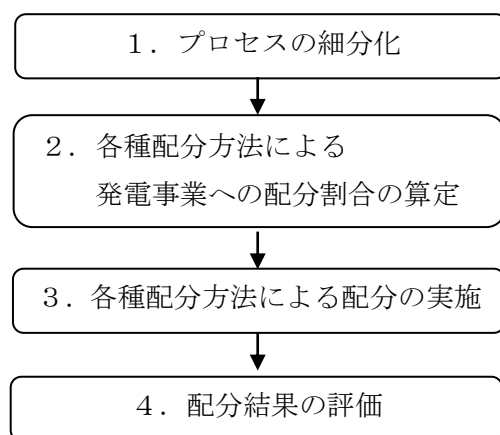 １．プロセスの細分化
２．各種配分方法による
発電事業への配分割合の算定
３．各種配分方法による配分の実施
４．配分結果の評価